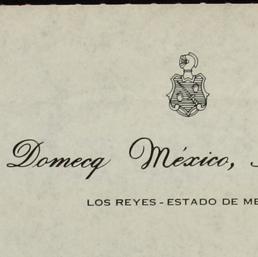 Domecq México,
LOS REYES - ESTADO DE